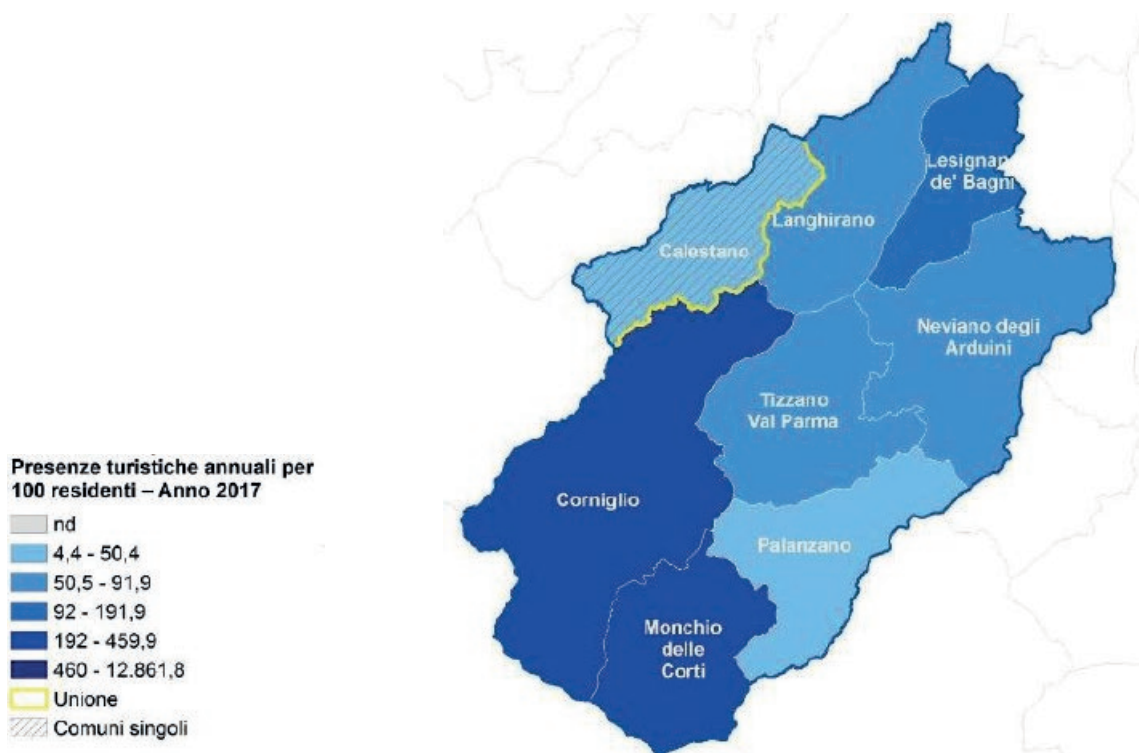 Lesignan
de' Bagni
Langhirano
Calestano
Neviano degli
Arduini
Tizzano
Val Parma
Corniglio
Palanzano
Monchio
delle
Corti
Presenze turistiche annuali per
100 residenti – Anno 2017
nd
4,4 - 50,4
50,5 - 91,9
92 - 191,9
192 - 459,9
460 - 12.861,8
Unione
Comuni singoli